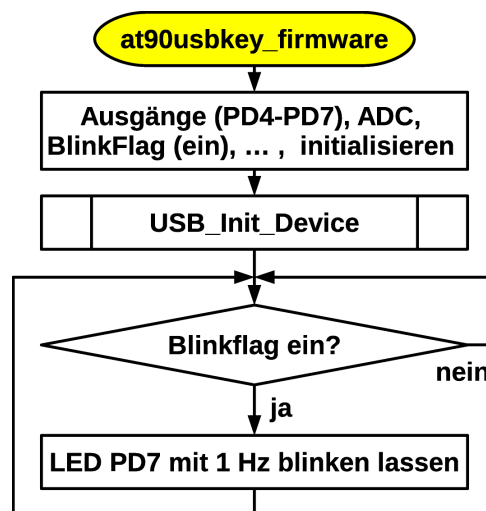 at90usbkey_firmware
Ausgänge (PD4-PD7), ADC,
BlinkFlag (ein), ... , initialisieren
USB_Init_Device
Blinkflag ein?
nein
ja
LED PD7 mit 1 Hz blinken lassen